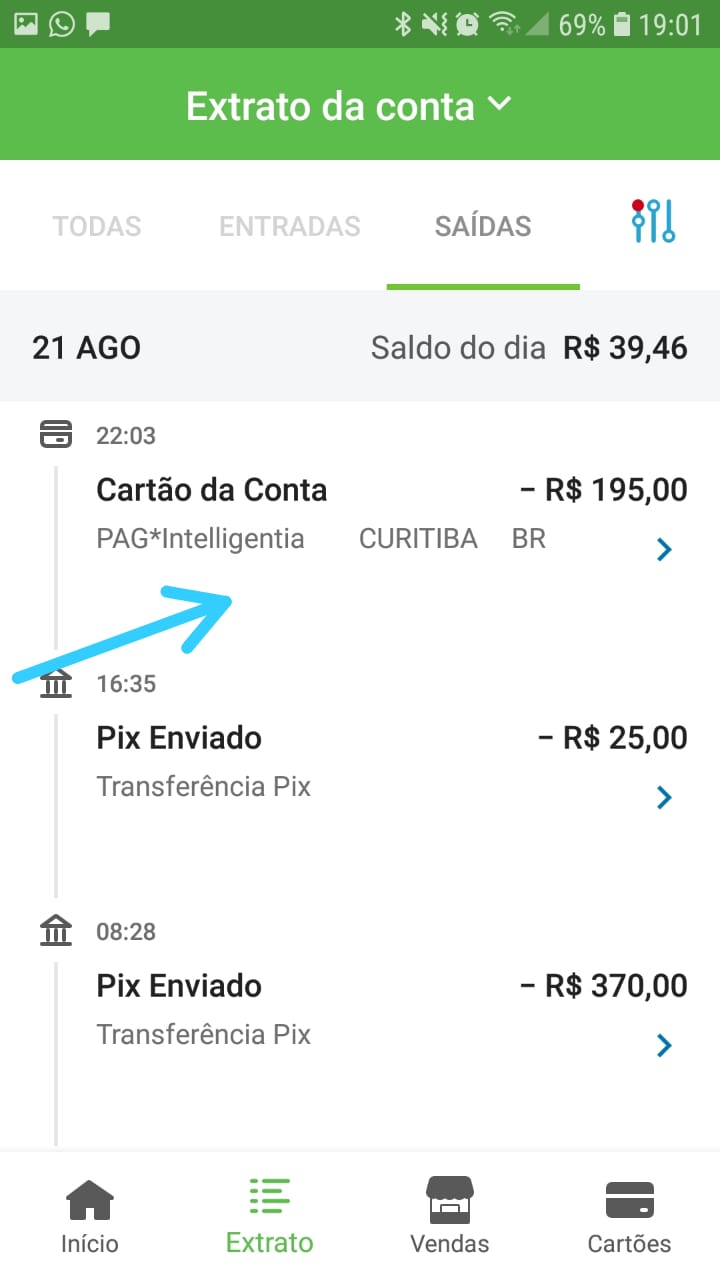 69% 19:01
Extrato da conta
TODAS ENTRADAS SAÍDAS
21 AGO Saldo do dia R$ 39,46
22:03
Cartão da Conta − R$ 195,00
PAG*Intelligentia CURITIBA BR
16:35
Pix Enviado − R$ 25,00
Transferência Pix
08:28
Pix Enviado − R$ 370,00
Transferência Pix
Início Extrato Vendas Cartões